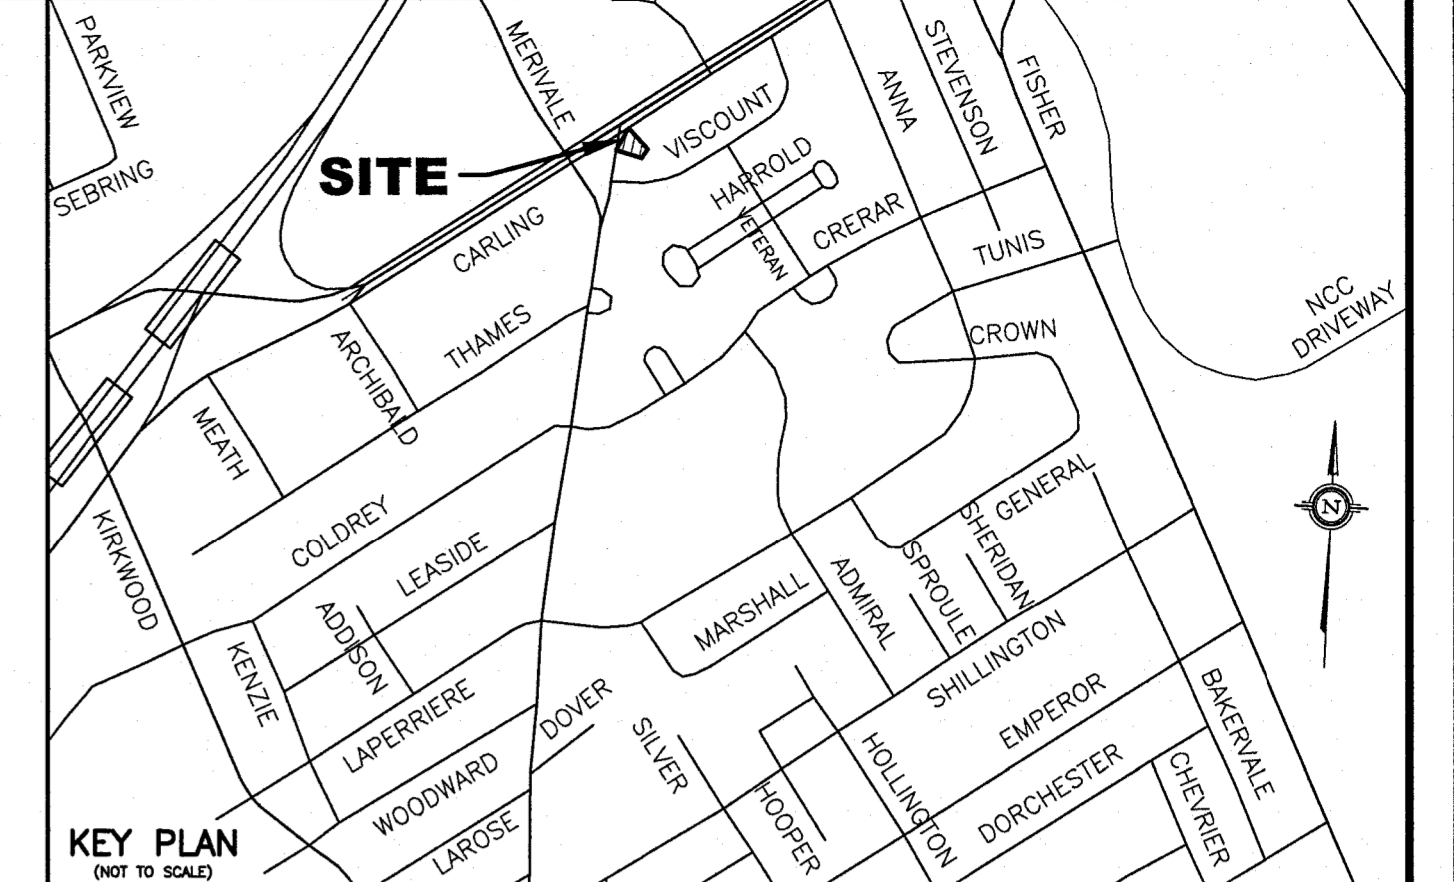 PARKVIEW
MERIVALE
STEVENSON
FISHER
ANNA
VISCOUNT
SITE
SEBRING
HARROLD
CARLING
VETERAN
CRERAR
TUNIS
NCC
DRIVEWAY
ARCHIBALD
THAMES
CROWN
MEATH
COLDREY
LEASIDE
KIRKWOOD
GENERAL
SHERIDAN
SPROULE
ADMIRAL
MARSHALL
N
ADDISON
KENZIE
LAPERRIERE
DOVER
SHILLINGTON
EMPEROR
BAKERVALE
SILVER
HOLLINGTON
WOODWARD
DORCHESTER
CHEVRIER
HOOPER
LAROSE
KEY PLAN
(NOT TO SCALE)